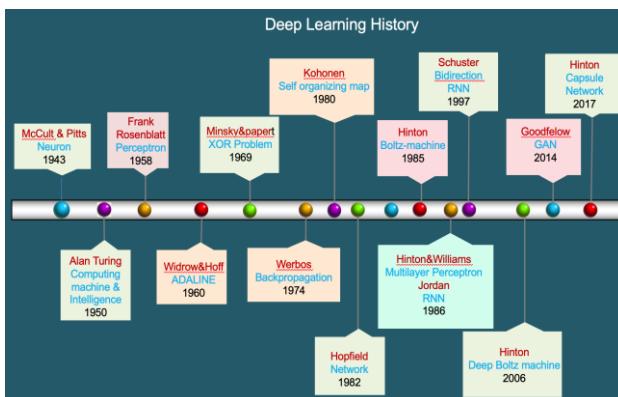 Deep Learning History
McCult & Pitts
Neuron
1943
Alan Turing
Computing
machine &
Intelligence
1950
Frank
Rosenblatt
Perceptron
1958
Widrow&Hoff
ADALINE
1960
Minsky&papert
XOR Problem
1969
Werbos
Backpropagation
1974
Kohonen
Self organizing map
1980
Hopfield
Network
1982
Hinton
Boltz-machine
1985
Hinton&Williams
Multilayer Perceptron
Jordan
RNN
1986
Schuster
Bidirection
RNN
1997
Hinton
Deep Boltz machine
2006
Goodfelow
GAN
2014
Hinton
Capsule
Network
2017